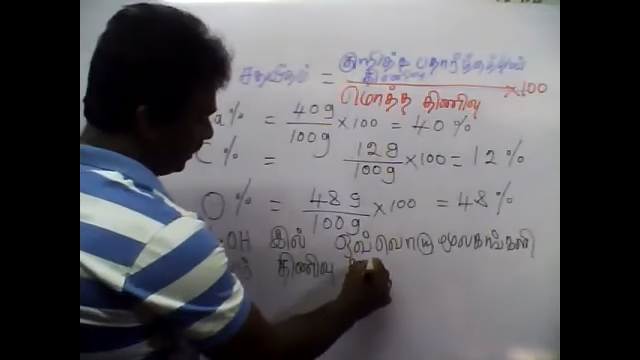 சதவீதம் = குறித்த பதார்த்தத்தின் திணிவு / மொத்த திணிவு ×100
a% = 40g/100g ×100 = 40%
C% = 12g/100g ×100 = 12%
O% = 48g/100g ×100 = 48%
OH இல் ஒவ்வொரு மூலகங்களி
திணிவு